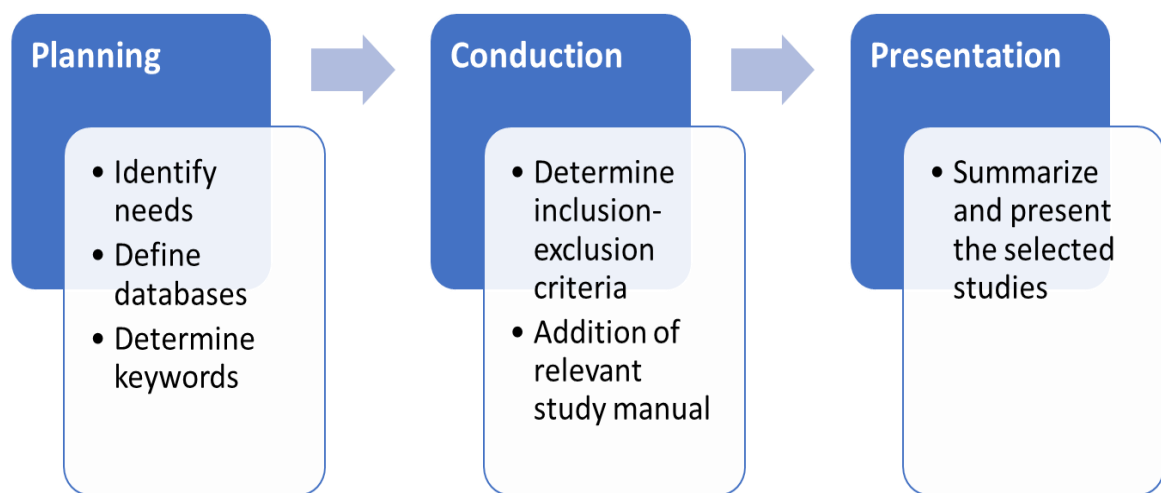 Planning
• Identify
needs
• Define
databases
• Determine
keywords
Conduction
• Determine
inclusion-
exclusion
criteria
• Addition of
relevant
study manual
Presentation
• Summarize
and present
the selected
studies